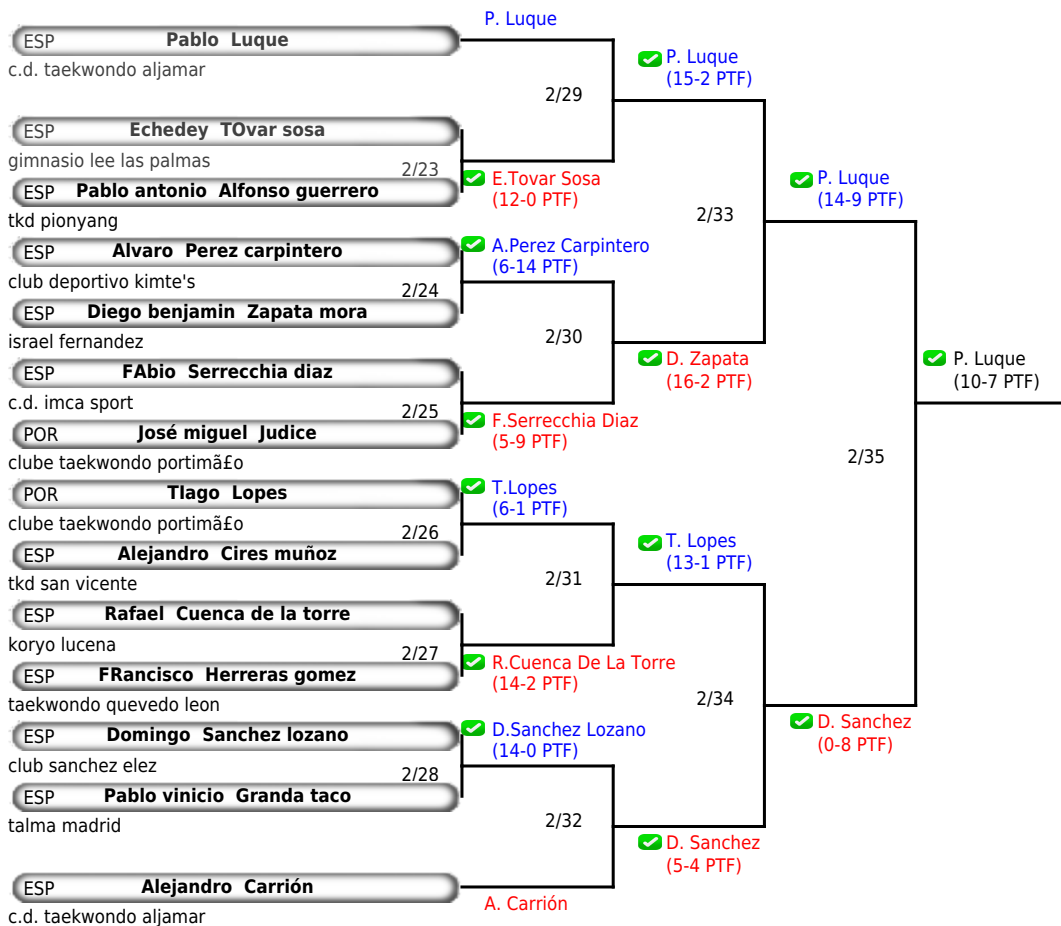 P. Luque
ESP Pablo Luque
c.d. taekwondo aljamar
P. Luque
(15-2 PTF)
2/29
ESP Echedey TOvar sosa
gimnasio lee las palmas
2/23
E.Tovar Sosa
(12-0 PTF)
ESP Pablo antonio Alfonso guerrero
tkd pionyang
P. Luque
(14-9 PTF)
2/33
ESP Alvaro Perez carpintero
A.Perez Carpintero
(6-14 PTF)
club deportivo kimte's
2/24
ESP Diego benjamin Zapata mora
israel fernandez
2/30
D. Zapata
(16-2 PTF)
P. Luque
(10-7 PTF)
ESP FAbio Serrecchia diaz
c.d. imca sport
2/25
F.Serrecchia Diaz
(5-9 PTF)
POR José miguel Judice
clube taekwondo portimã£o
2/35
POR TIago Lopes
T.Lopes
(6-1 PTF)
clube taekwondo portimã£o
2/26
ESP Alejandro Cires muñoz
tkd san vicente
T. Lopes
(13-1 PTF)
2/31
ESP Rafael Cuenca de la torre
koryo lucena
2/27
R.Cuenca De La Torre
(14-2 PTF)
ESP FRancisco Herreras gomez
taekwondo quevedo leon
2/34
D. Sanchez
(0-8 PTF)
ESP Domingo Sanchez lozano
D.Sanchez Lozano
(14-0 PTF)
club sanchez elez
2/28
ESP Pablo vinicio Granda taco
talma madrid
2/32
D. Sanchez
(5-4 PTF)
ESP Alejandro Carrión
A. Carrión
c.d. taekwondo aljamar